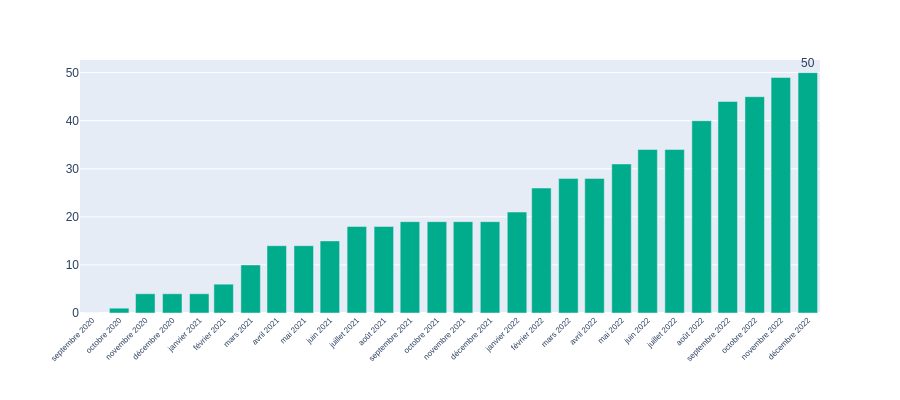 50
50
40
30
20
10
0
septembre 2020
octobre 2020
novembre 2020
décembre 2020
janvier 2021
février 2021
mars 2021
avril 2021
mai 2021
juin 2021
juillet 2021
août 2021
septembre 2021
octobre 2021
novembre 2021
décembre 2021
janvier 2022
février 2022
mars 2022
avril 2022
mai 2022
juin 2022
juillet 2022
août 2022
septembre 2022
octobre 2022
novembre 2022
décembre 2022